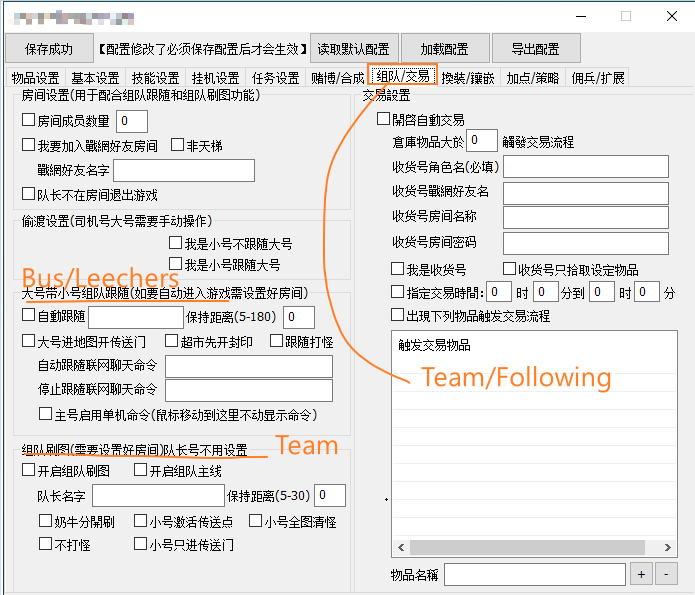 保存成功 【配置修改了必须保存配置后才会生效】 读取默认配置 加载配置 导出配置
物品设置 基本设置 技能设置 挂机设置 任务设置 赌博/合成 组队/交易 換裝/鑲嵌 加点/策略 佣兵/扩展
房间设置(用于配合组队跟随和组队刷图功能)
房间成员数量 0
我要加入戰網好友房间 非天梯
戰網好友名字
队长不在房间退出游戏
偷渡设置(司机号大号需要手动操作)
我是小号不跟随大号
我是小号跟随大号
Bus/Leechers
大号带小号组队跟随(如要自动进入游戏需设置好房间)
自動跟随 保持距离(5-180) 0
大号进地图开传送门 超市先开封印 跟随打怪
自动跟随联网聊天命令
停止跟随联网聊天命令
主号启用单机命令(鼠标移动到这里不动显示命令)
组队刷图(需要设置好房间)队长号不用设置
Team
开启组队刷图 开启组队主线
队长名字 保持距离(5-30) 0
奶牛分開刷 小号激活传送点 小号全图清怪
不打怪 小号只进传送门
交易設置
開啓自動交易
倉庫物品大於 0 觸發交易流程
收货号角色名(必填)
收货号戰網好友名
收货号房间名称
收货号房间密码
我是收货号 收货号只拾取设定物品
指定交易時間: 0 时 0 分到 0 时 0 分
出現下列物品触发交易流程
触发交易物品
Team/Following
物品名稱 + -